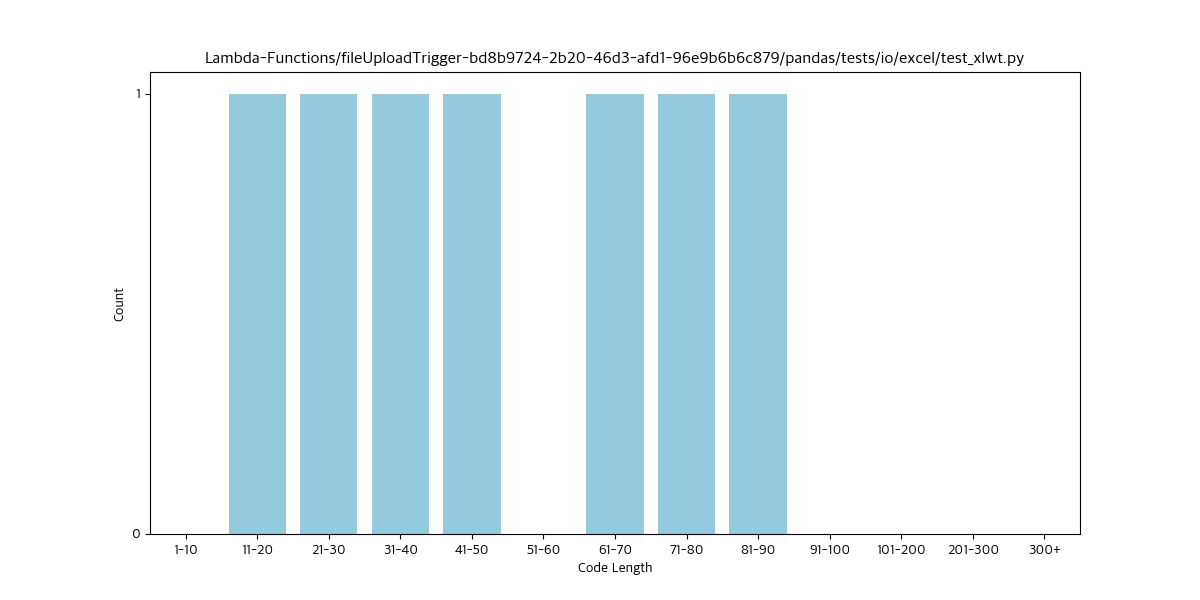 Lambda-Functions/fileUploadTrigger-bd8b9724-2b20-46d3-afd1-96e9b6b6c879/pandas/tests/io/excel/test_xlwt.py
1
Count
0
1-10 11-20 21-30 31-40 41-50 51-60 61-70 71-80 81-90 91-100 101-200 201-300 300+
Code Length